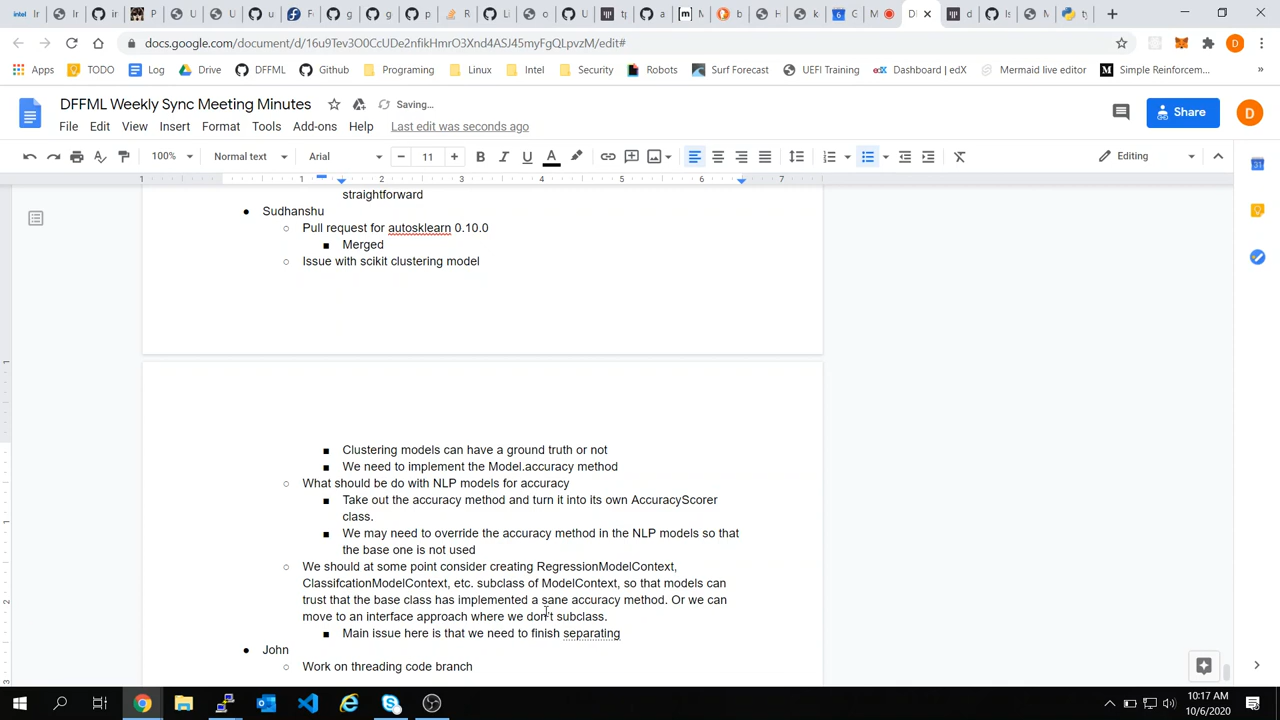 docs.google.com/document/d/16u9Tev3O0CcUDe2nfikHmrO3Xnd4ASJ45myFgQLpvzM/edit#
Apps TODO Log Drive DFFML Github Programing Linux Intel Security Robots Surf Forecast UEFI Training Dashboard | edX Mermaid live editor Simple Reinforcem...
DFFML Weekly Sync Meeting Minutes Saving...
File Edit View Insert Format Tools Add-ons Help Last edit was seconds ago
Share
D
100% Normal text Arial 11 Editing
straightforward
Sudhanshu
Pull request for autosklearn 0.10.0
Merged
Issue with scikit clustering model
Clustering models can have a ground truth or not
We need to implement the Model.accuracy method
What should be do with NLP models for accuracy
Take out the accuracy method and turn it into its own AccuracyScorer
class.
We may need to override the accuracy method in the NLP models so that
the base one is not used
We should at some point consider creating RegressionModelContext,
ClassifcationModelContext, etc. subclass of ModelContext, so that models can
trust that the base class has implemented a sane accuracy method. Or we can
move to an interface approach where we don't subclass.
Main issue here is that we need to finish separating
John
Work on threading code branch
10:17 AM
10/6/2020